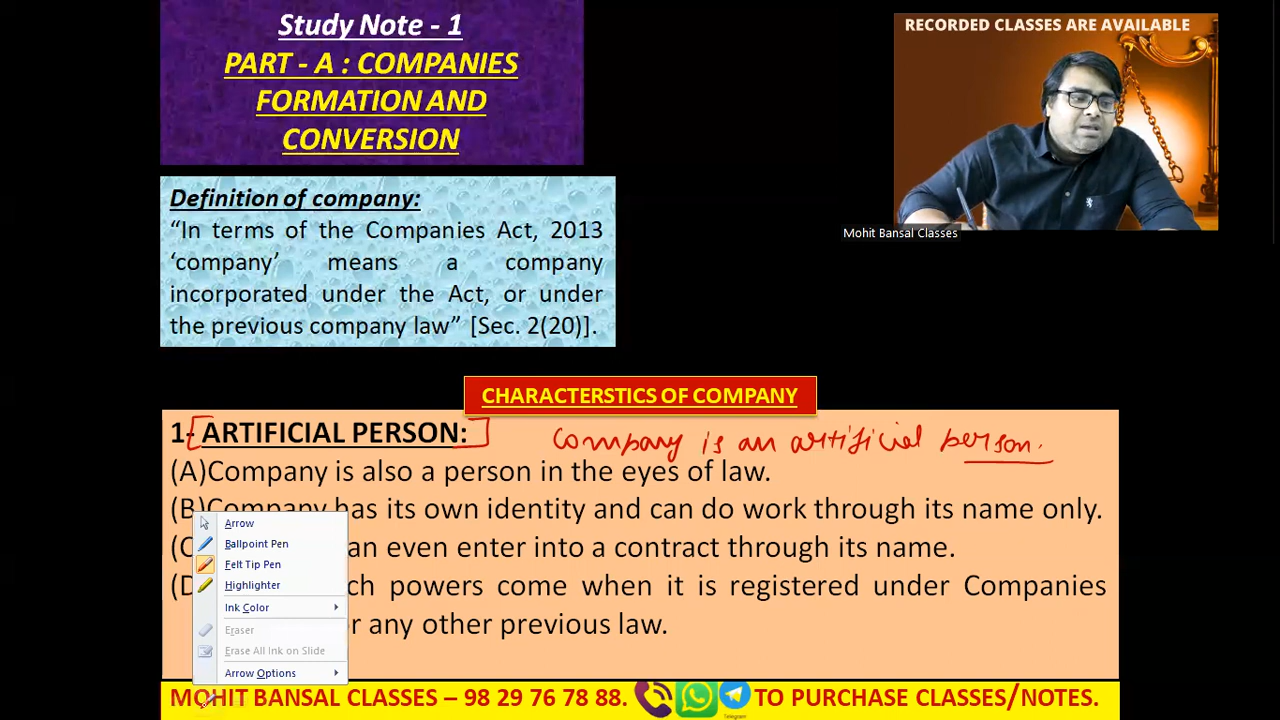 Study Note - 1
PART - A : COMPANIES
FORMATION AND
CONVERSION
RECORDED CLASSES ARE AVAILABLE
Mohit Bansal Classes
Definition of company:
“In terms of the Companies Act, 2013
‘company’ means a company
incorporated under the Act, or under
the previous company law” [Sec. 2(20)].
CHARACTERSTICS OF COMPANY
1- ARTIFICIAL PERSON:
company is an artificial person.
(A)Company is also a person in the eyes of law.
(B)Company has its own identity and can do work through its name only.
an even enter into a contract through its name.
powers come when it is registered under Companies
any other previous law.
Arrow
Ballpoint Pen
Felt Tip Pen
Highlighter
Ink Color
Eraser
Erase All Ink on Slide
Arrow Options
MOHIT BANSAL CLASSES – 98 29 76 78 88. TO PURCHASE CLASSES/NOTES.
Telegram